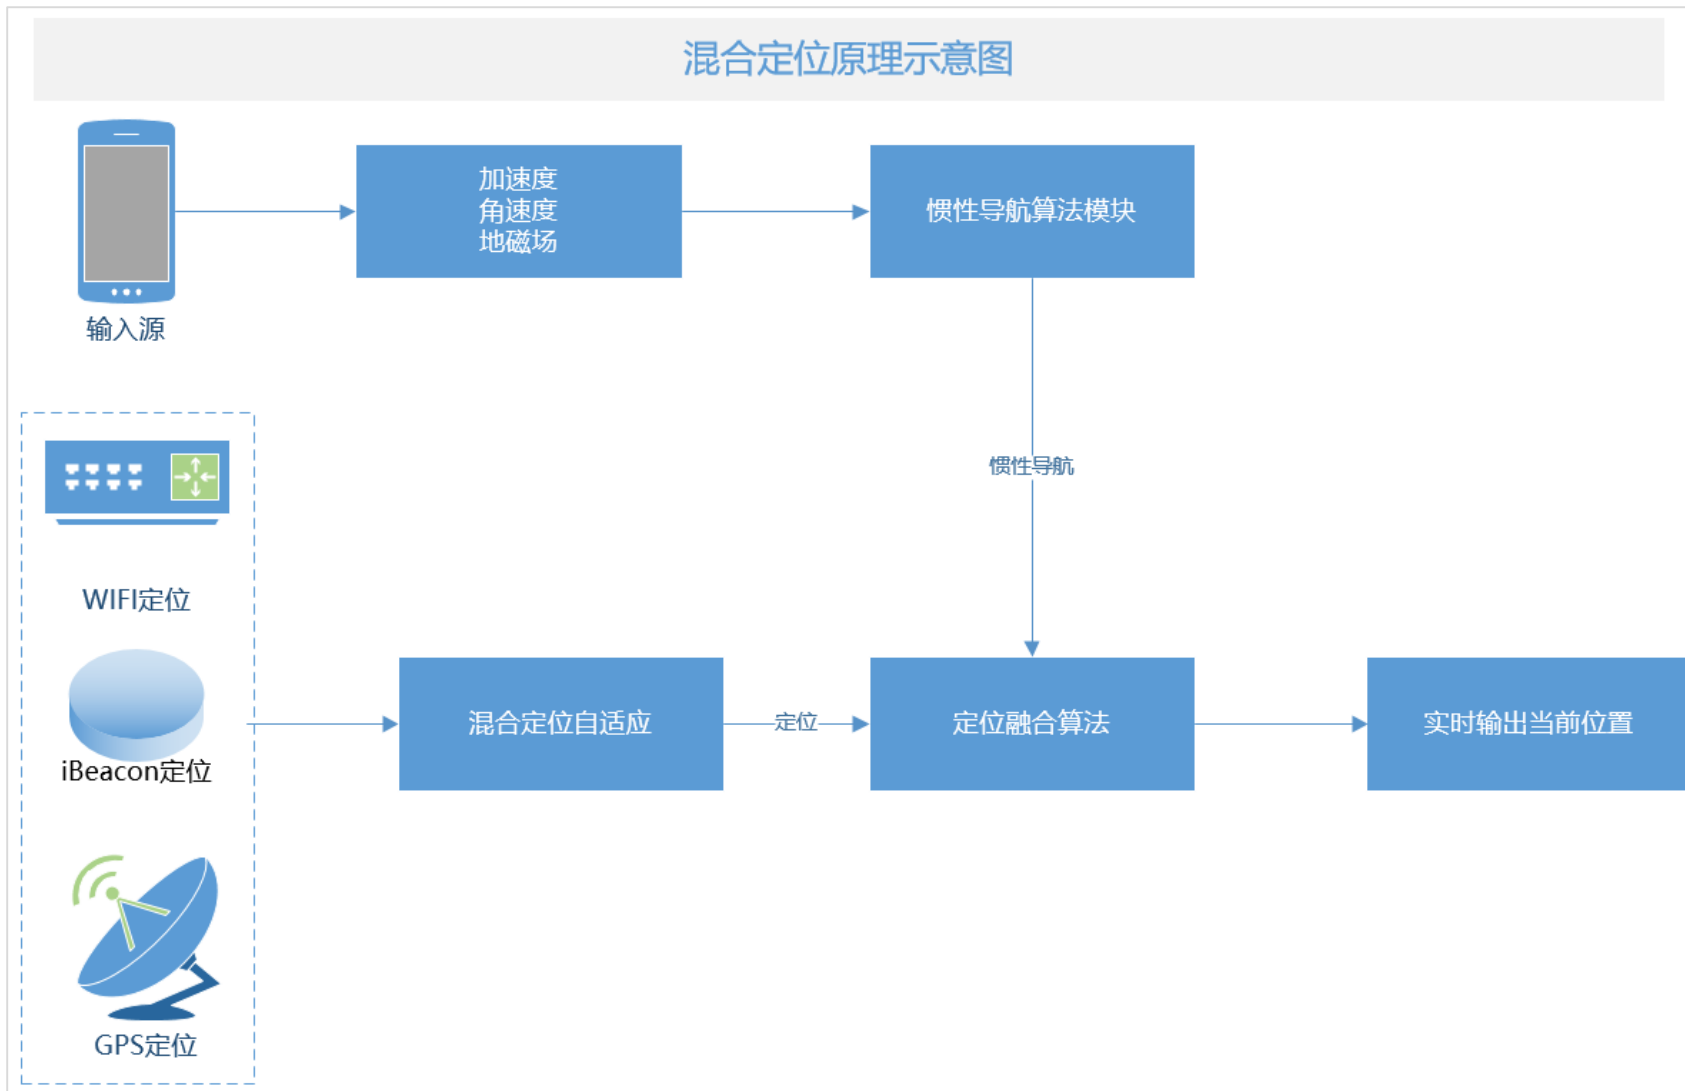 混合定位原理示意图
加速度
角速度
地磁场
惯性导航算法模块
输入源
惯性导航
WIFI定位
iBeacon定位
混合定位自适应
定位
定位融合算法
实时输出当前位置
GPS定位